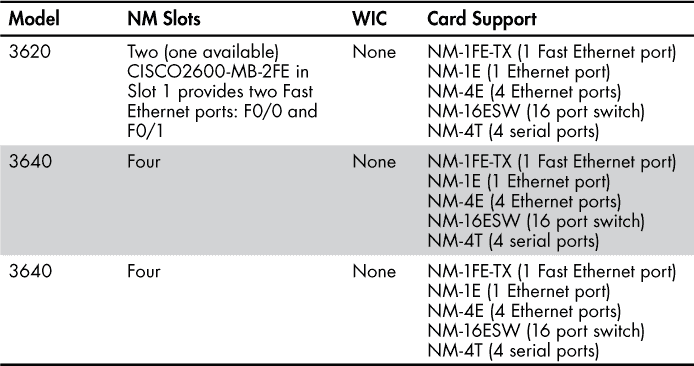 Model NM Slots WIC Card Support
3620 Two (one available) None NM-1FE-TX (1 Fast Ethernet port)
CISCO2600-MB-2FE in NM-1E (1 Ethernet port)
Slot 1 provides two Fast NM-4E (4 Ethernet ports)
Ethernet ports: F0/0 and NM-16ESW (16 port switch)
F0/1 NM-4T (4 serial ports)
3640 Four None NM-1FE-TX (1 Fast Ethernet port)
NM-1E (1 Ethernet port)
NM-4E (4 Ethernet ports)
NM-16ESW (16 port switch)
NM-4T (4 serial ports)
3640 Four None NM-1FE-TX (1 Fast Ethernet port)
NM-1E (1 Ethernet port)
NM-4E (4 Ethernet ports)
NM-16ESW (16 port switch)
NM-4T (4 serial ports)